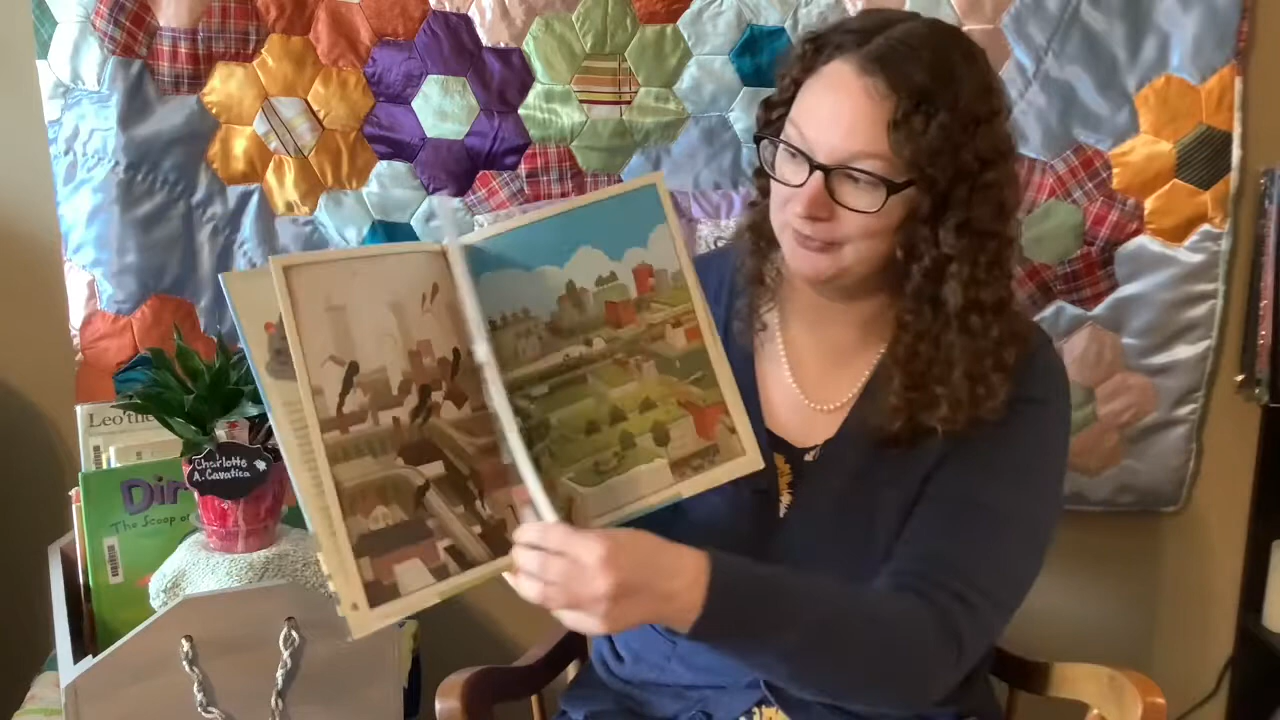 Leo the
Dir
The Scoop o
Charlotte
A. Cavatica